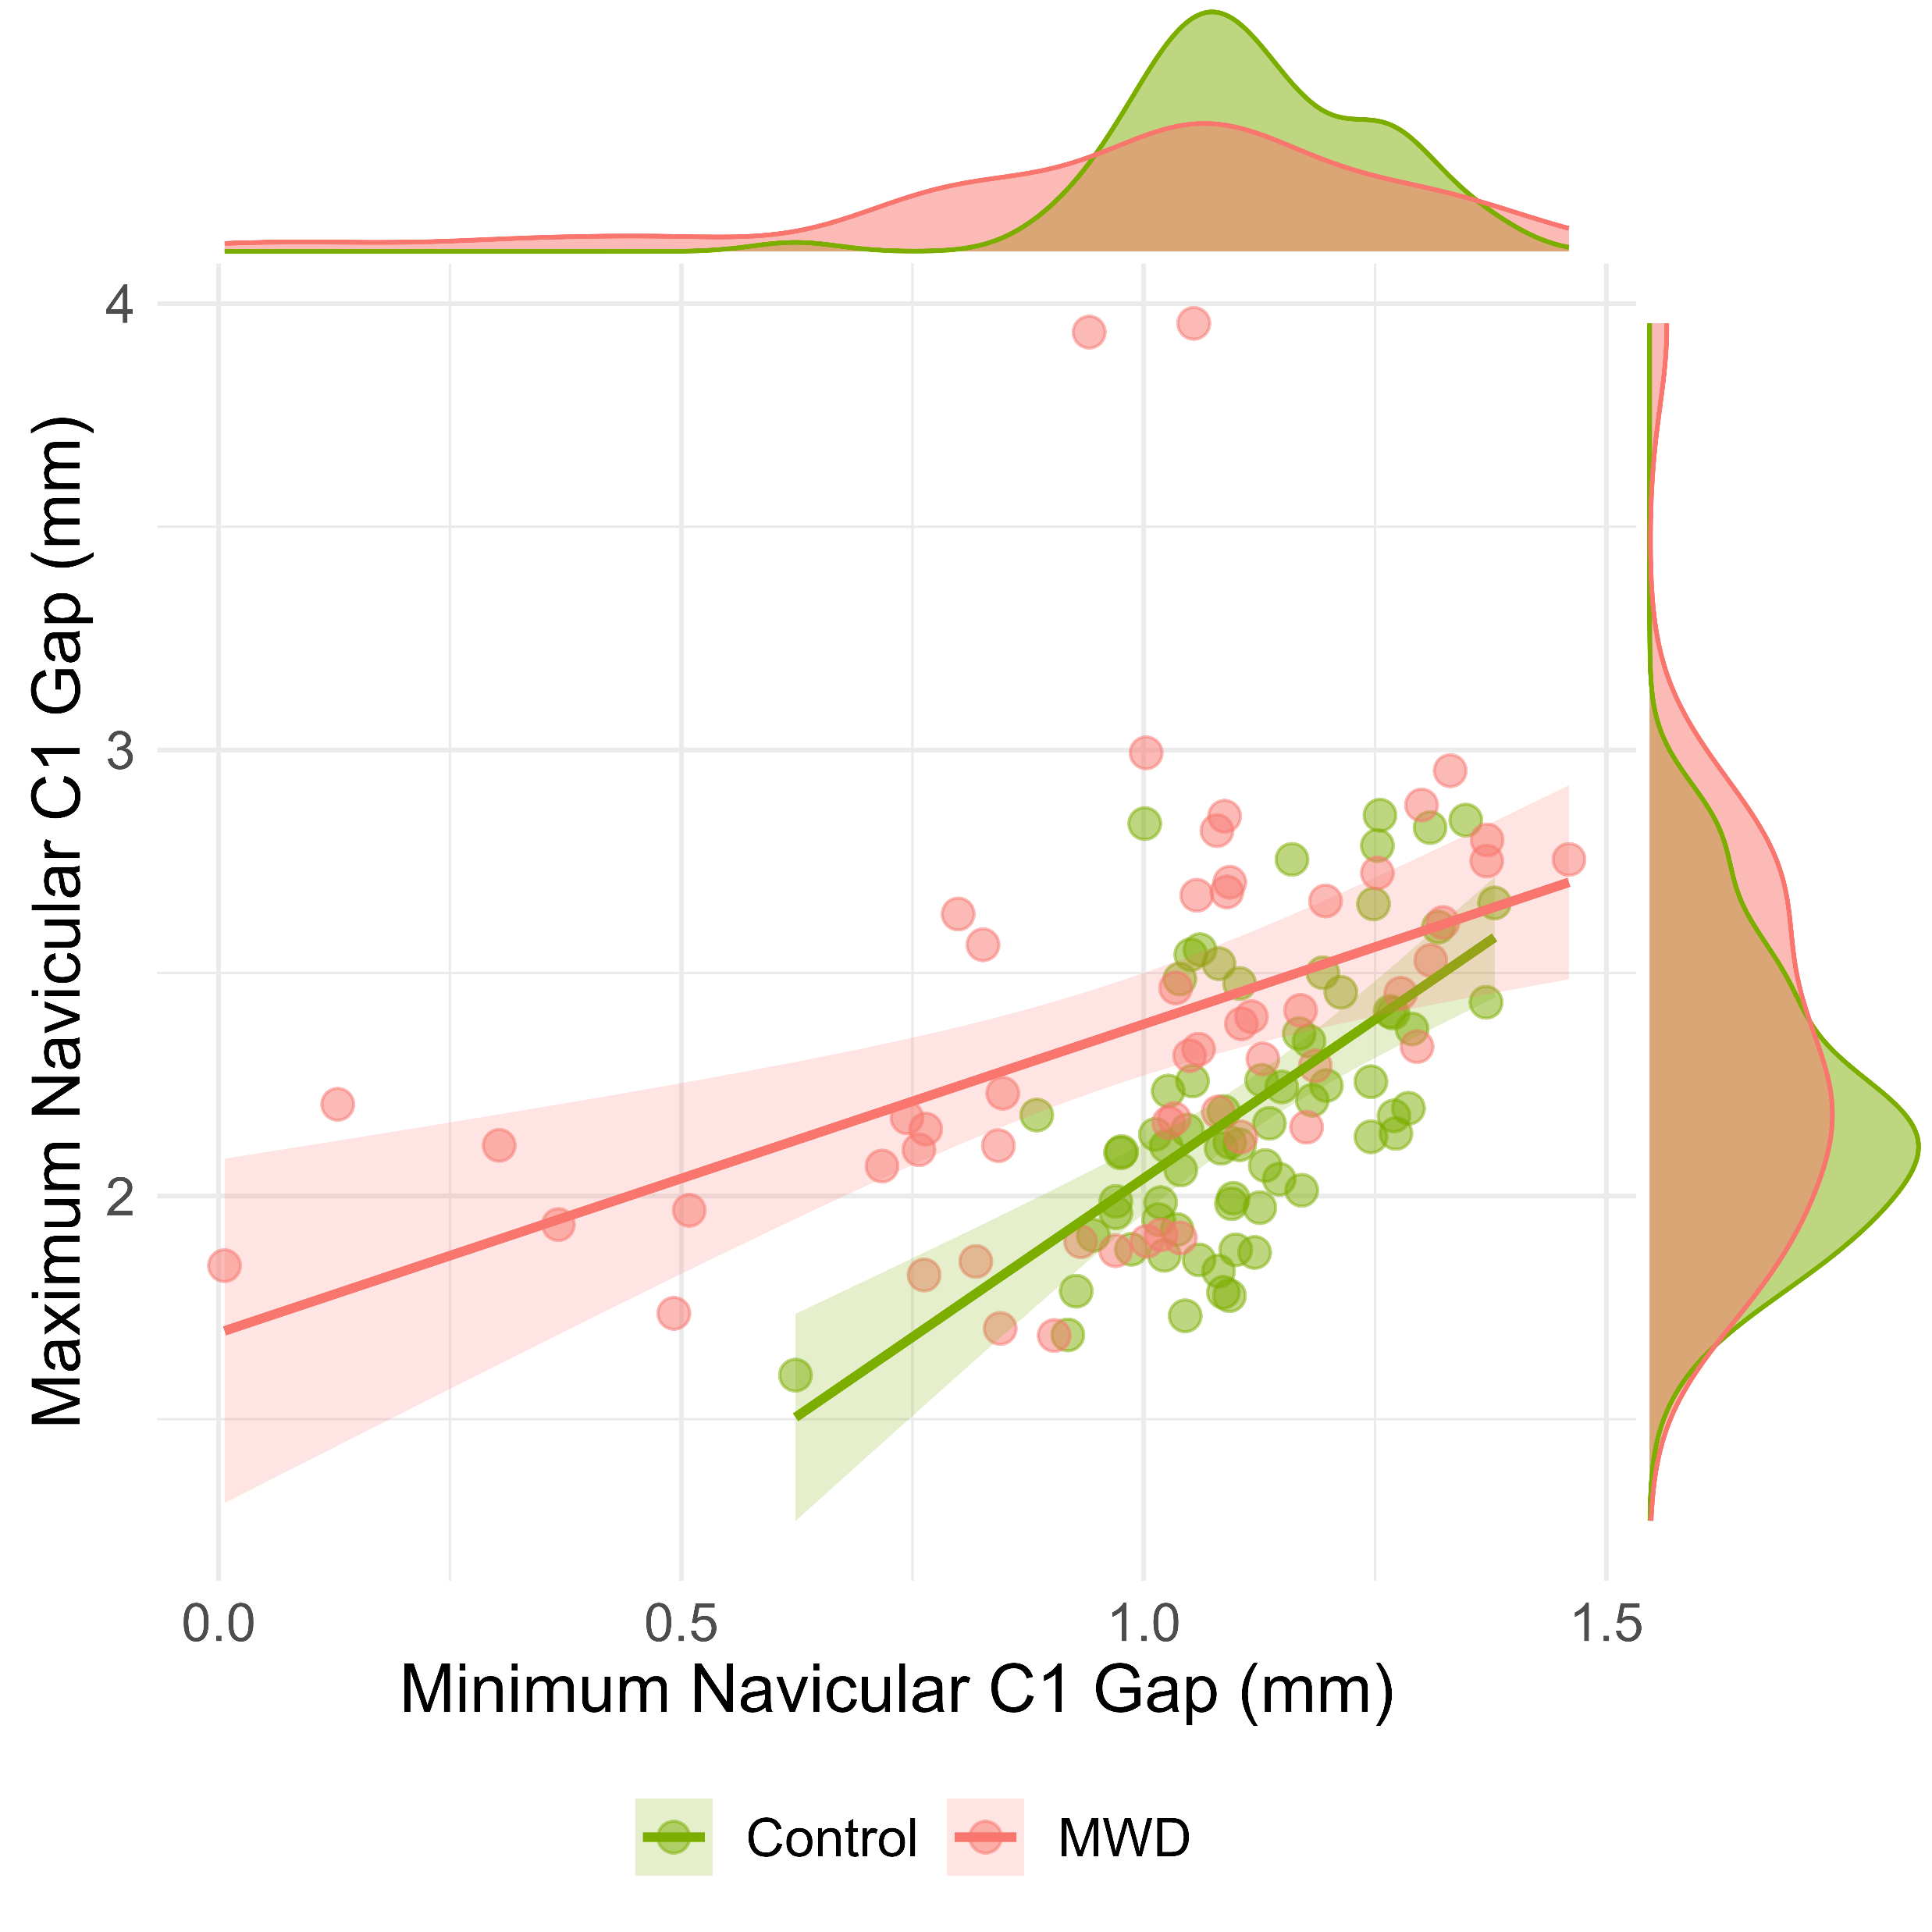 4
3
2
Maximum Navicular C1 Gap (mm)
0.0 0.5 1.0 1.5
Minimum Navicular C1 Gap (mm)
Control MWD